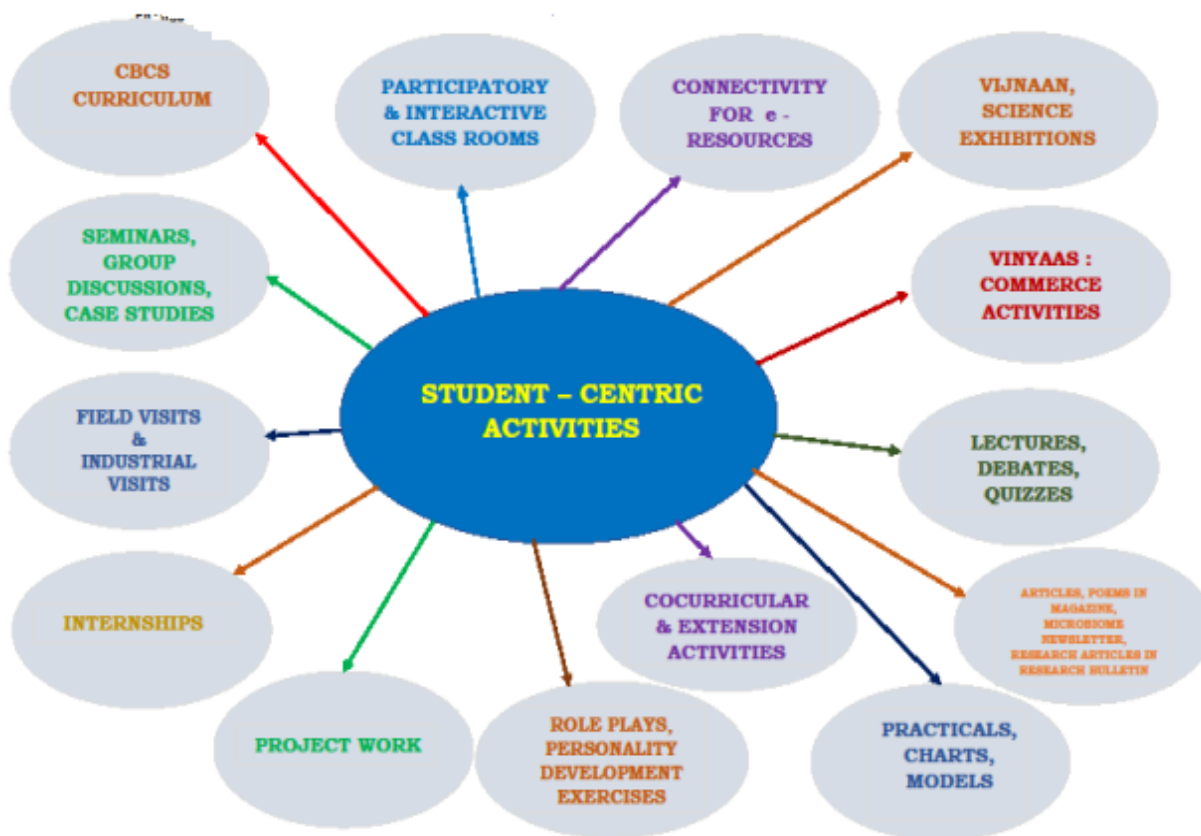 CBCS
CURRICULUM
PARTICIPATORY
& INTERACTIVE
CLASS ROOMS
CONNECTIVITY
FOR e -
RESOURCES
VIJNAAN,
SCIENCE
EXHIBITIONS
SEMINARS,
GROUP
DISCUSSIONS,
CASE STUDIES
VINYAAS :
COMMERCE
ACTIVITIES
STUDENT – CENTRIC
ACTIVITIES
FIELD VISITS
&
INDUSTRIAL
VISITS
LECTURES,
DEBATES,
QUIZZES
INTERNSHIPS
COCURRICULAR
& EXTENSION
ACTIVITIES
ARTICLES, POEMS IN
MAGAZINE,
MICROBIOME
NEWSLETTER,
RESEARCH ARTICLES IN
RESEARCH BULLETIN
PROJECT WORK
ROLE PLAYS,
PERSONALITY
DEVELOPMENT
EXERCISES
PRACTICALS,
CHARTS,
MODELS